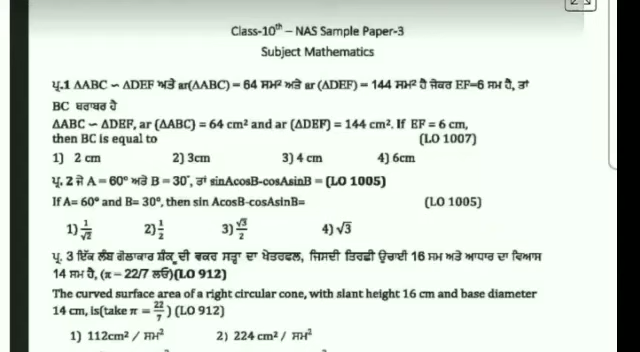 Class-10th – NAS Sample Paper-3
Subject Mathematics
ਪ੍ਰ.1 ΔABC ∽ ΔDEF ਅਤੇ ar(ΔABC) = 64 ਸਮ² ਅਤੇ ar (ΔDEF) = 144 ਸਮ² ਹੈ ਜੇਕਰ EF=6 ਸਮ ਹੈ, ਤਾਂ
BC ਬਰਾਬਰ ਹੈ
ΔABC ∽ ΔDEF, ar (ΔABC) = 64 cm² and ar (ΔDEF) = 144 cm². If EF = 6 cm,
then BC is equal to (LO 1007)
1) 2 cm 2) 3cm 3) 4 cm 4) 6cm
ਪ੍ਰ. 2 ਜੇ A = 60° ਅਤੇ B = 30°, ਤਾਂ sinAcosB-cosAsinB = (LO 1005)
If A= 60° and B= 30°, then sin AcosB-cosAsinB= (LO 1005)
1) 1/√2 2) 1/2 3) √3/2 4) √3
ਪ੍ਰ. 3 ਇੱਕ ਲੰਬ ਗੋਲਾਕਾਰ ਸ਼ੰਕੂ ਦੀ ਵਕਰ ਸਤ੍ਹਾ ਦਾ ਖੇਤਰਫਲ, ਜਿਸਦੀ ਤਿਰਛੀ ਉਚਾਈ 16 ਸਮ ਅਤੇ ਆਧਾਰ ਦਾ ਵਿਆਸ
14 ਸਮ ਹੈ, (π = 22/7 ਲਓ)(LO 912)
The curved surface area of a right circular cone, with slant height 16 cm and base diameter
14 cm, is(take π = 22/7) (LO 912)
1) 112cm² / ਸਮ² 2) 224 cm² / ਸਮ²